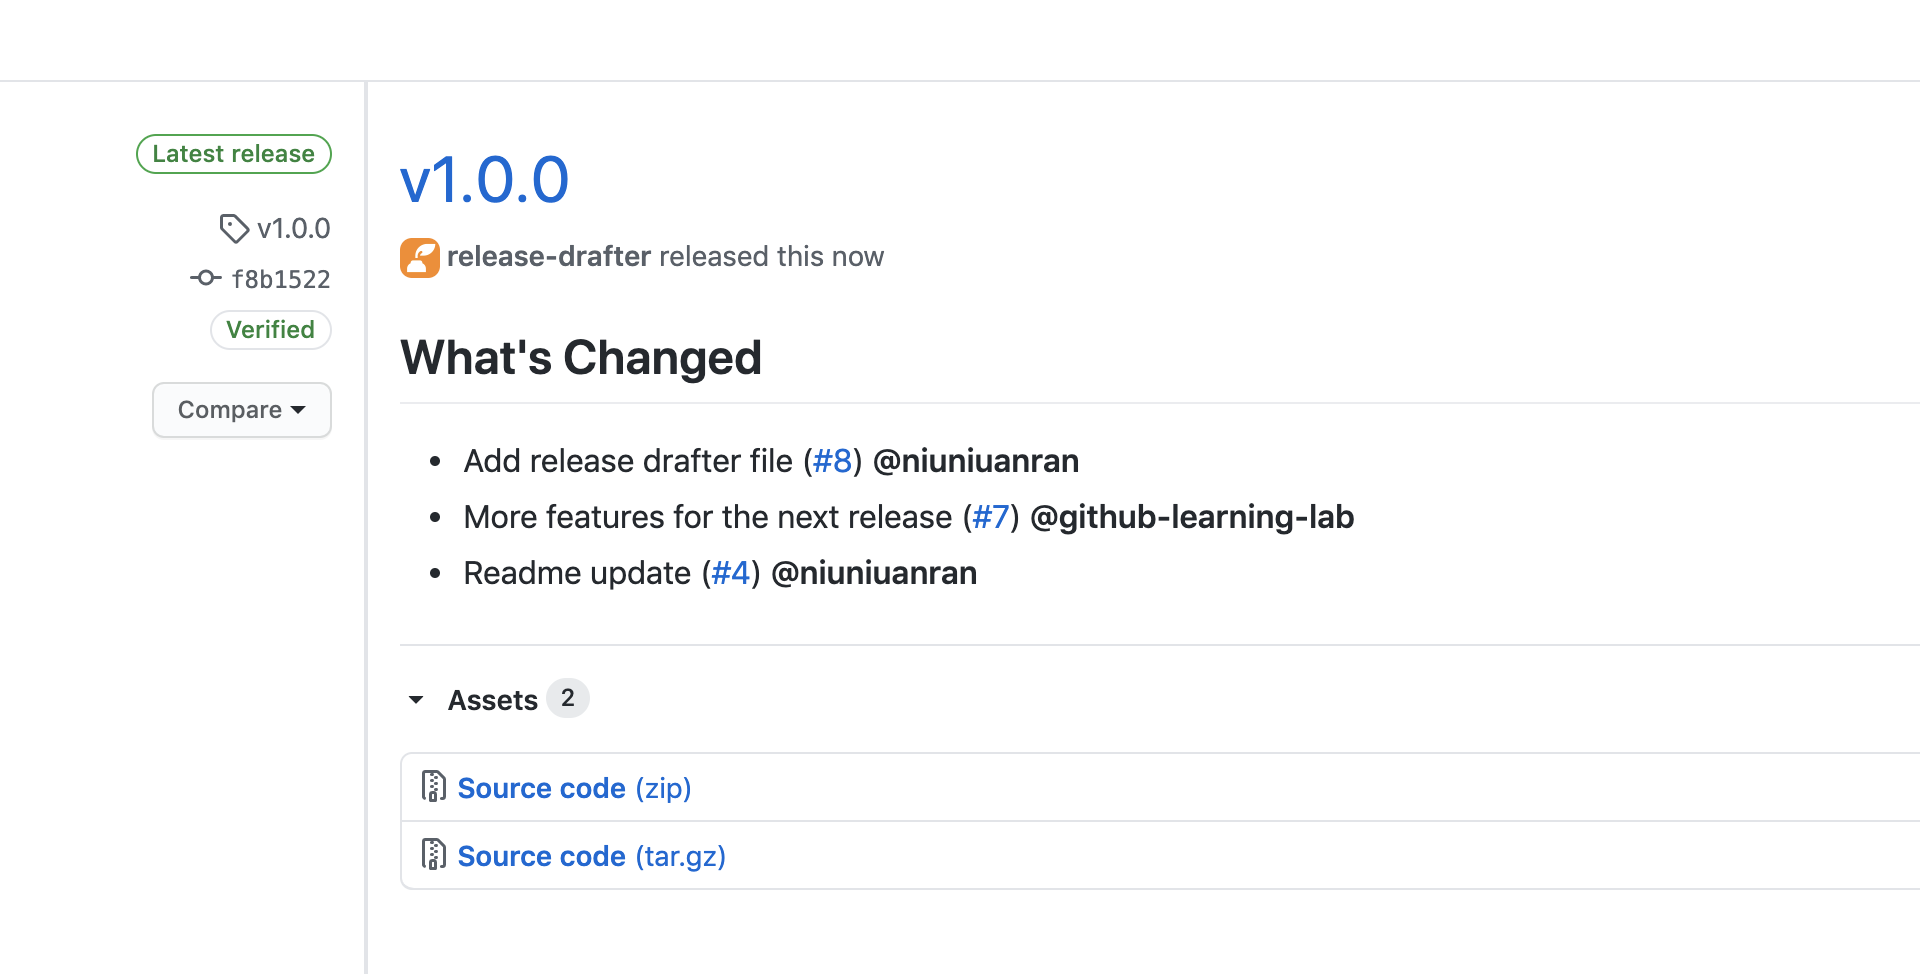 Latest release
v1.0.0
f8b1522
Verified
Compare
v1.0.0
release-drafter released this now
What's Changed
Add release drafter file (#8) @niuniuanran
More features for the next release (#7) @github-learning-lab
Readme update (#4) @niuniuanran
Assets 2
Source code (zip)
Source code (tar.gz)